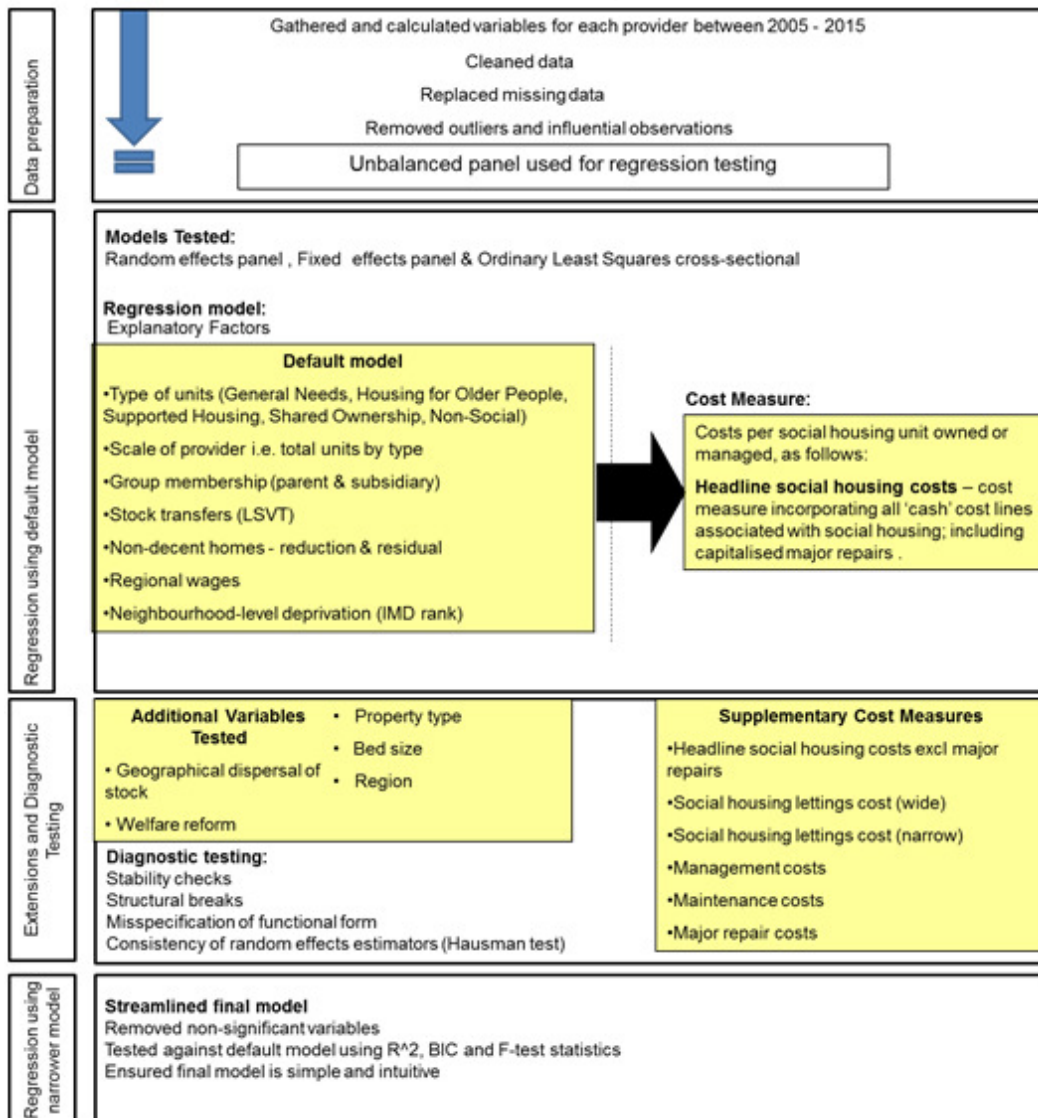 Data preparation
Gathered and calculated variables for each provider between 2005 - 2015
Cleaned data
Replaced missing data
Removed outliers and influential observations
Unbalanced panel used for regression testing
Regression using default model
Models Tested:
Random effects panel , Fixed effects panel & Ordinary Least Squares cross-sectional
Regression model:
Explanatory Factors
Default model
•Type of units (General Needs, Housing for Older People,
Supported Housing, Shared Ownership, Non-Social)
•Scale of provider i.e. total units by type
•Group membership (parent & subsidiary)
•Stock transfers (LSVT)
•Non-decent homes - reduction & residual
•Regional wages
•Neighbourhood-level deprivation (IMD rank)
Cost Measure:
Costs per social housing unit owned or
managed, as follows:
Headline social housing costs – cost
measure incorporating all ‘cash’ cost lines
associated with social housing; including
capitalised major repairs .
Extensions and Diagnostic
Testing
Additional Variables
Tested
• Geographical dispersal of
stock
• Welfare reform
• Property type
• Bed size
• Region
Diagnostic testing:
Stability checks
Structural breaks
Misspecification of functional form
Consistency of random effects estimators (Hausman test)
Supplementary Cost Measures
•Headline social housing costs excl major
repairs
•Social housing lettings cost (wide)
•Social housing lettings cost (narrow)
•Management costs
•Maintenance costs
•Major repair costs
Regression using
narrower model
Streamlined final model
Removed non-significant variables
Tested against default model using R^2, BIC and F-test statistics
Ensured final model is simple and intuitive